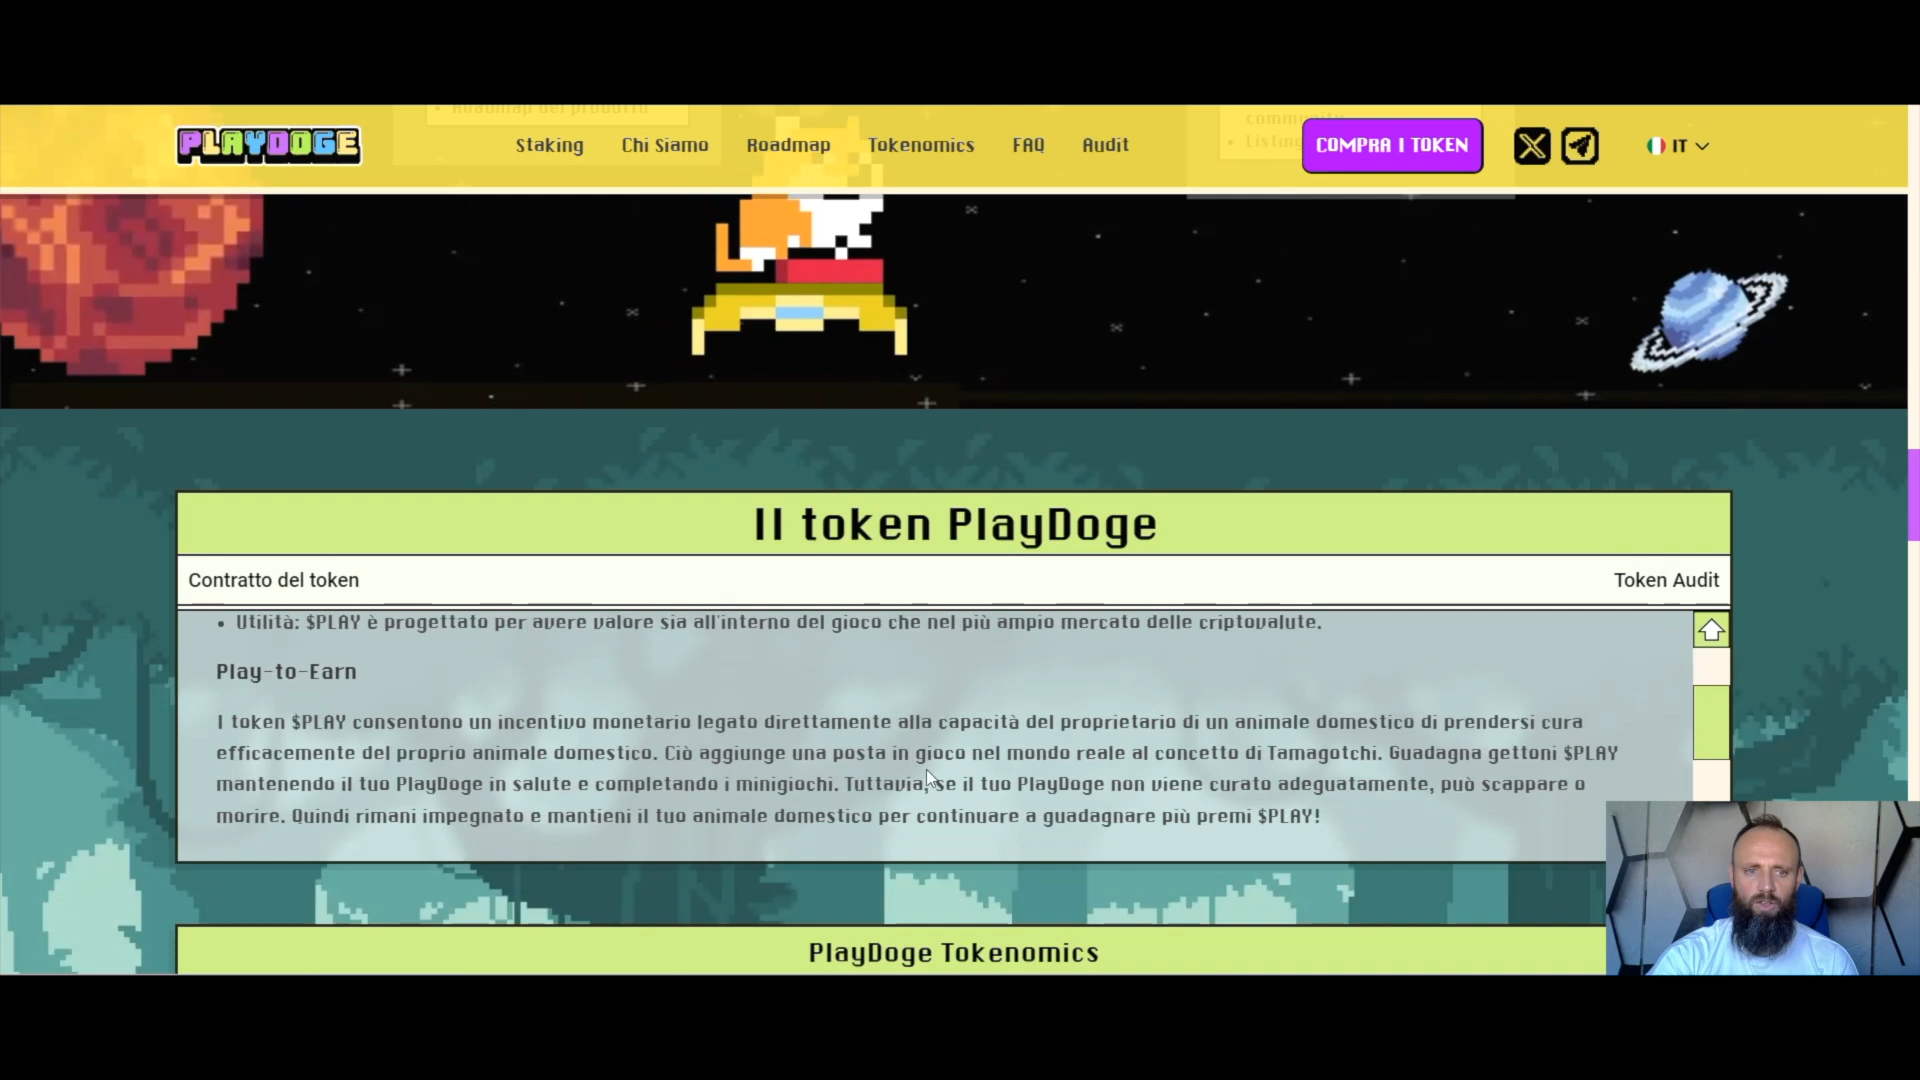 Roadmap del prodotto
community
Listing
PLAYDOGE
Staking
Chi Siamo
Roadmap
Tokenomics
FAQ
Audit
COMPRA I TOKEN
IT
Il token PlayDoge
Contratto del token
Token Audit
• Utilità: $PLAY è progettato per avere valore sia all'interno del gioco che nel più ampio mercato delle criptovalute.
Play-to-Earn
I token $PLAY consentono un incentivo monetario legato direttamente alla capacità del proprietario di un animale domestico di prendersi cura
efficacemente del proprio animale domestico. Ciò aggiunge una posta in gioco nel mondo reale al concetto di Tamagotchi. Guadagna gettoni $PLAY
mantenendo il tuo PlayDoge in salute e completando i minigiochi. Tuttavia, se il tuo PlayDoge non viene curato adeguatamente, può scappare o
morire. Quindi rimani impegnato e mantieni il tuo animale domestico per continuare a guadagnare più premi $PLAY!
PlayDoge Tokenomics